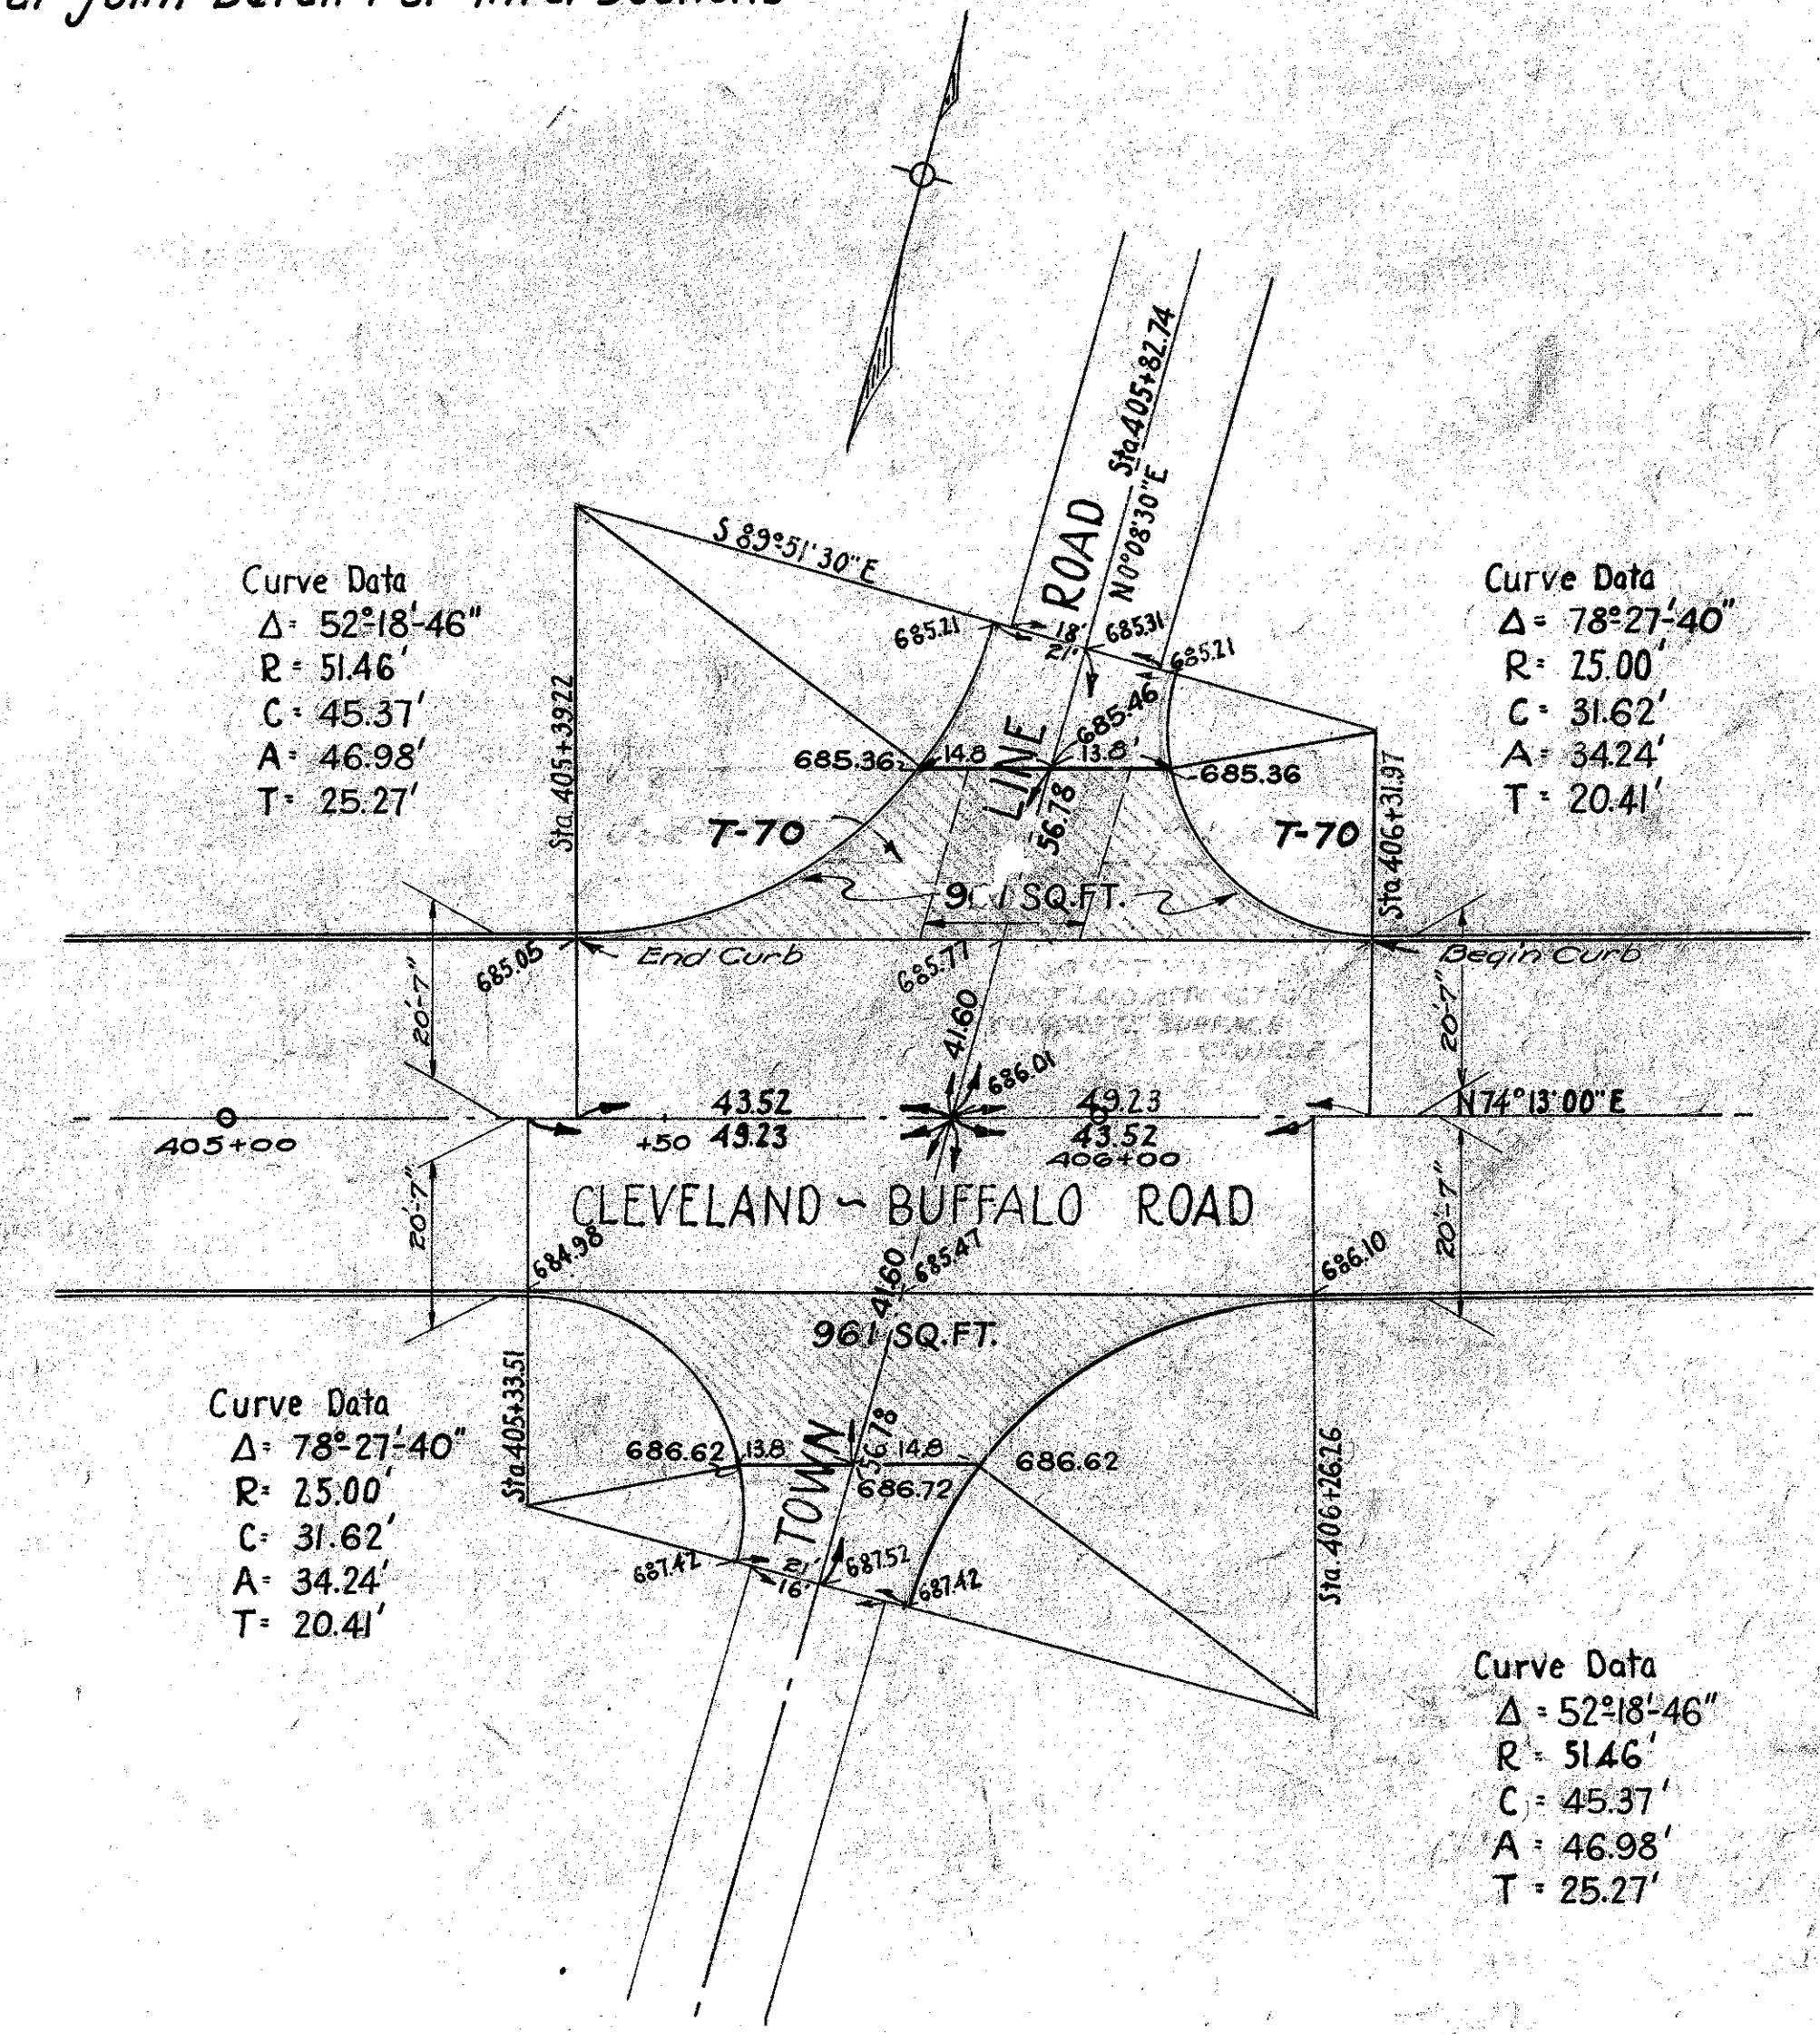 S 89°51'30"E
ROAD
Sta.405+82.74
N 0°08'30"E
Curve Data
Δ= 52°-18'-46"
R= 51.46'
C= 45.37'
A= 46.98'
T= 25.27'
Curve Data
Δ= 78°-27'-40"
R= 25.00'
C= 31.62'
A= 34.24'
T= 20.41'
685.21
18'
21'
685.31
685.21
Sta. 405+39.22
685.46
LINE
685.36
14.8
13.8'
685.36
Sta. 406+31.97
T-70
56.78
T-70
SQ.FT.
685.05
End Curb
685.77
Begin Curb
20'-7"
41.60
20'-7"
686.01
43.52
49.23
N 74°13'00"E
405+00
+50
49.23
43.52
406+00
20'-7"
CLEVELAND ~ BUFFALO ROAD
20'-7"
684.98
41.60
685.47
686.10
961 SQ.FT.
Sta. 405+33.51
Curve Data
Δ= 78°-27'-40"
R= 25.00'
C= 31.62'
A= 34.24'
T= 20.41'
686.62
13.8
56.78
14.8
686.62
686.72
TOWN
Sta. 406+26.26
687.42
21'
16'
687.52
687.42
Curve Data
Δ = 52°-18'-46"
R = 51.46'
C = 45.37'
A = 46.98'
T = 25.27'